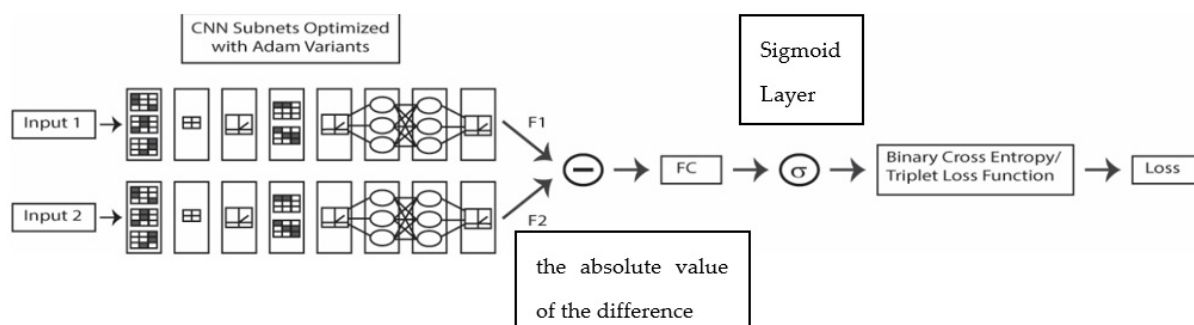 CNN Subnets Optimized
with Adam Variants
Sigmoid
Layer
Input 1
F1
FC
σ
Binary Cross Entropy/
Triplet Loss Function
Loss
Input 2
F2
the absolute value
of the difference